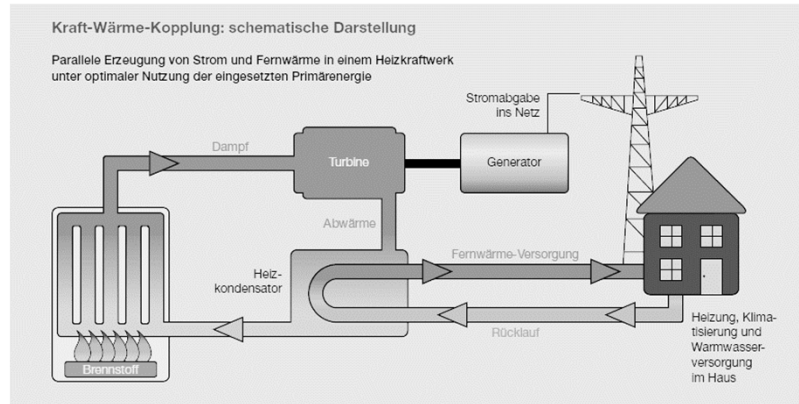 Kraft-Wärme-Kopplung: schematische Darstellung
Parallele Erzeugung von Strom und Fernwärme in einem Heizkraftwerk
unter optimaler Nutzung der eingesetzten Primärenergie
Stromabgabe
ins Netz
Dampf
Turbine
Generator
Abwärme
Fernwärme-Versorgung
Heiz-
kondensator
Rücklauf
Heizung, Klima-
tisierung und
Warmwasser-
versorgung
im Haus
Brennstoff